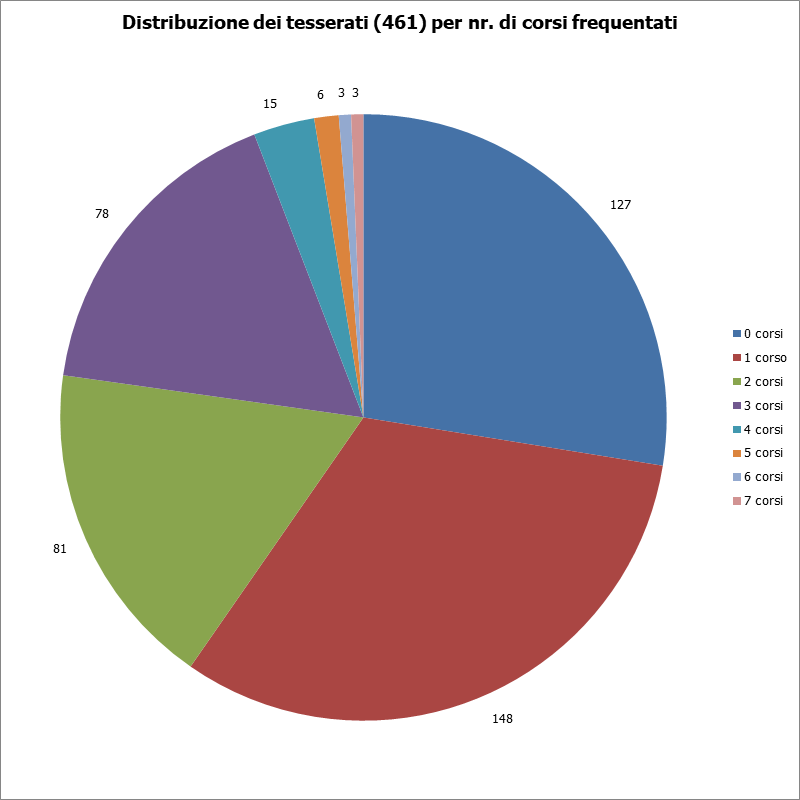 Distribuzione dei tesserati (461) per nr. di corsi frequentati
15
6
3
3
127
78
81
148
0 corsi
1 corso
2 corsi
3 corsi
4 corsi
5 corsi
6 corsi
7 corsi